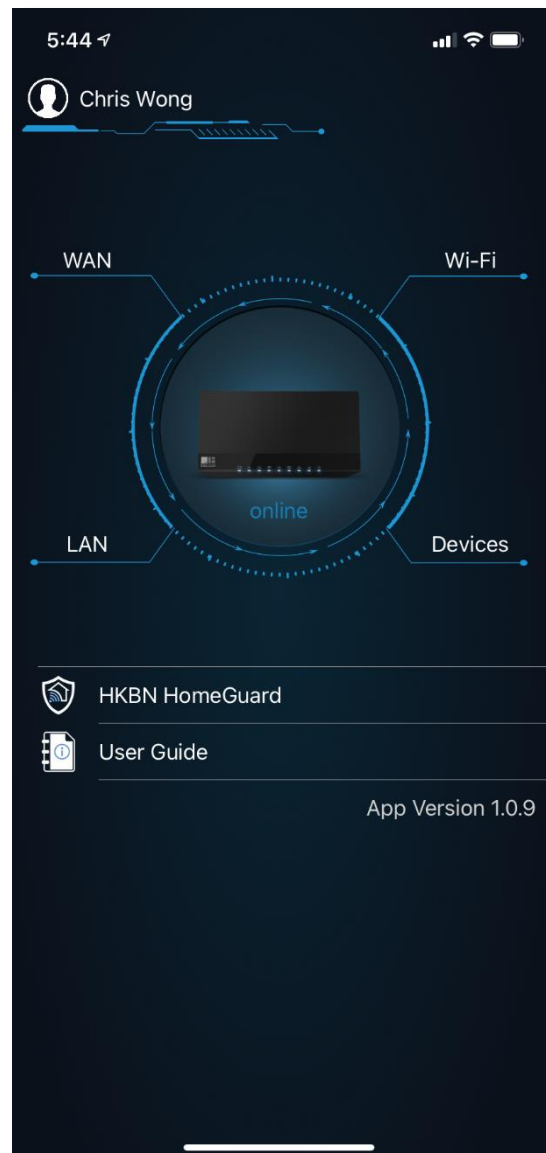 5:44
Chris Wong
WAN
Wi-Fi
online
LAN
Devices
HKBN HomeGuard
User Guide
App Version 1.0.9